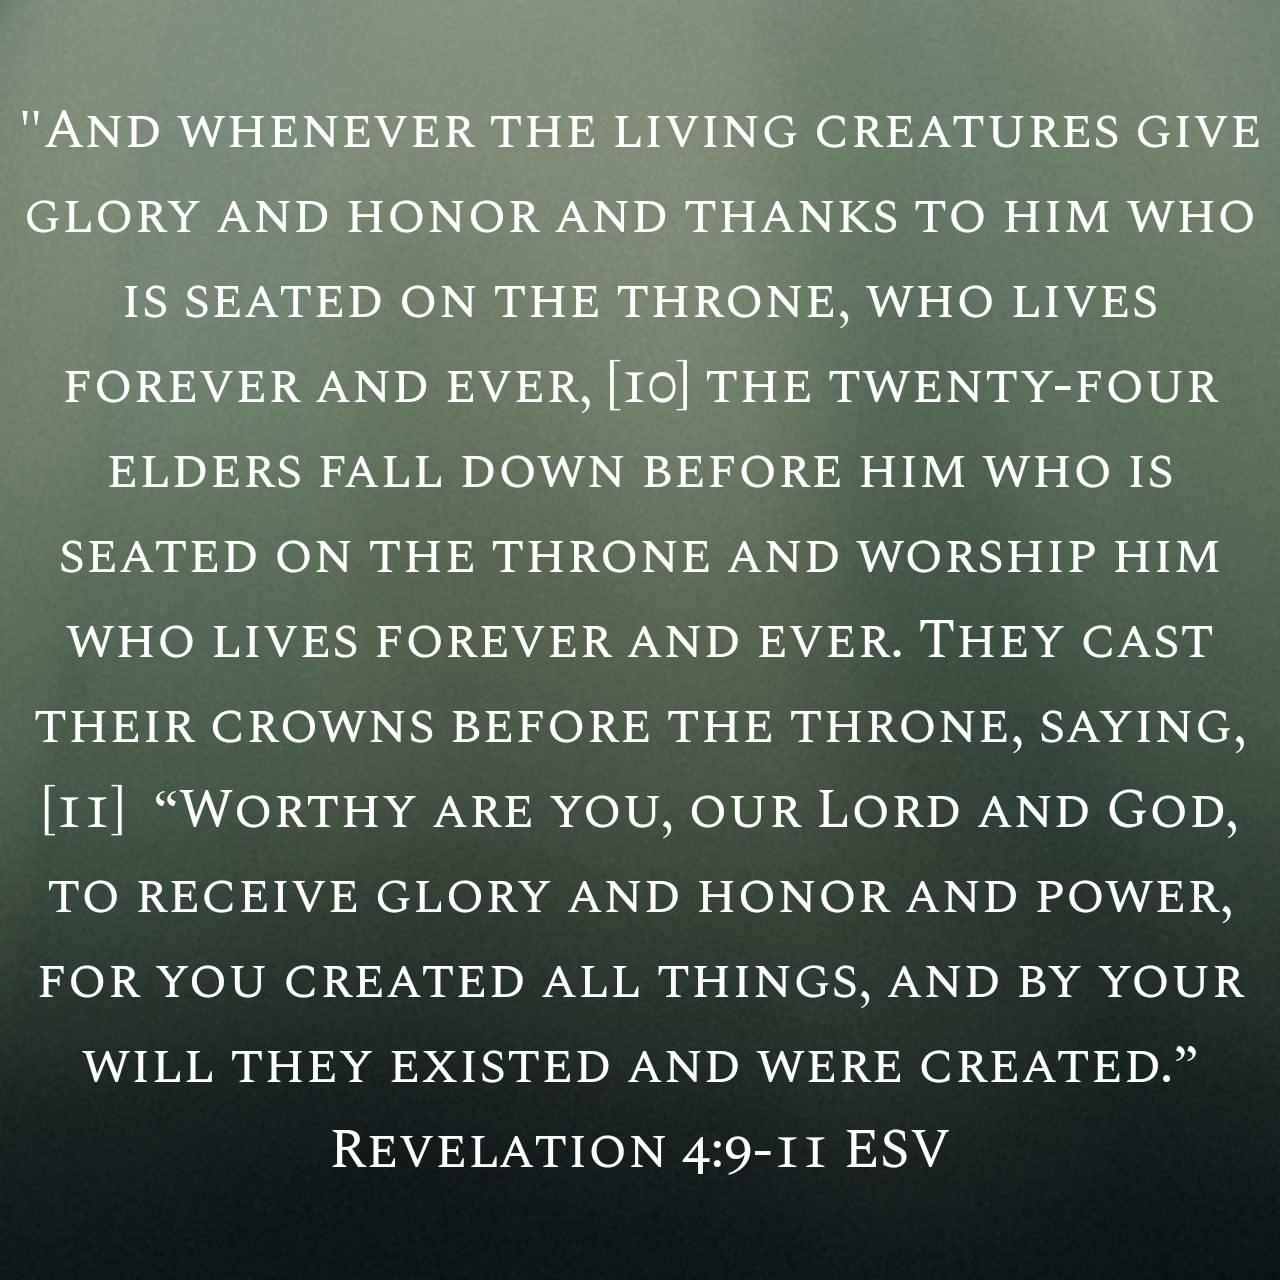 "And whenever the living creatures give
glory and honor and thanks to him who
is seated on the throne, who lives
forever and ever, [10] the twenty-four
elders fall down before him who is
seated on the throne and worship him
who lives forever and ever. They cast
their crowns before the throne, saying,
[11]  “Worthy are you, our Lord and God,
to receive glory and honor and power,
for you created all things, and by your
will they existed and were created.”
Revelation 4:9-11 ESV